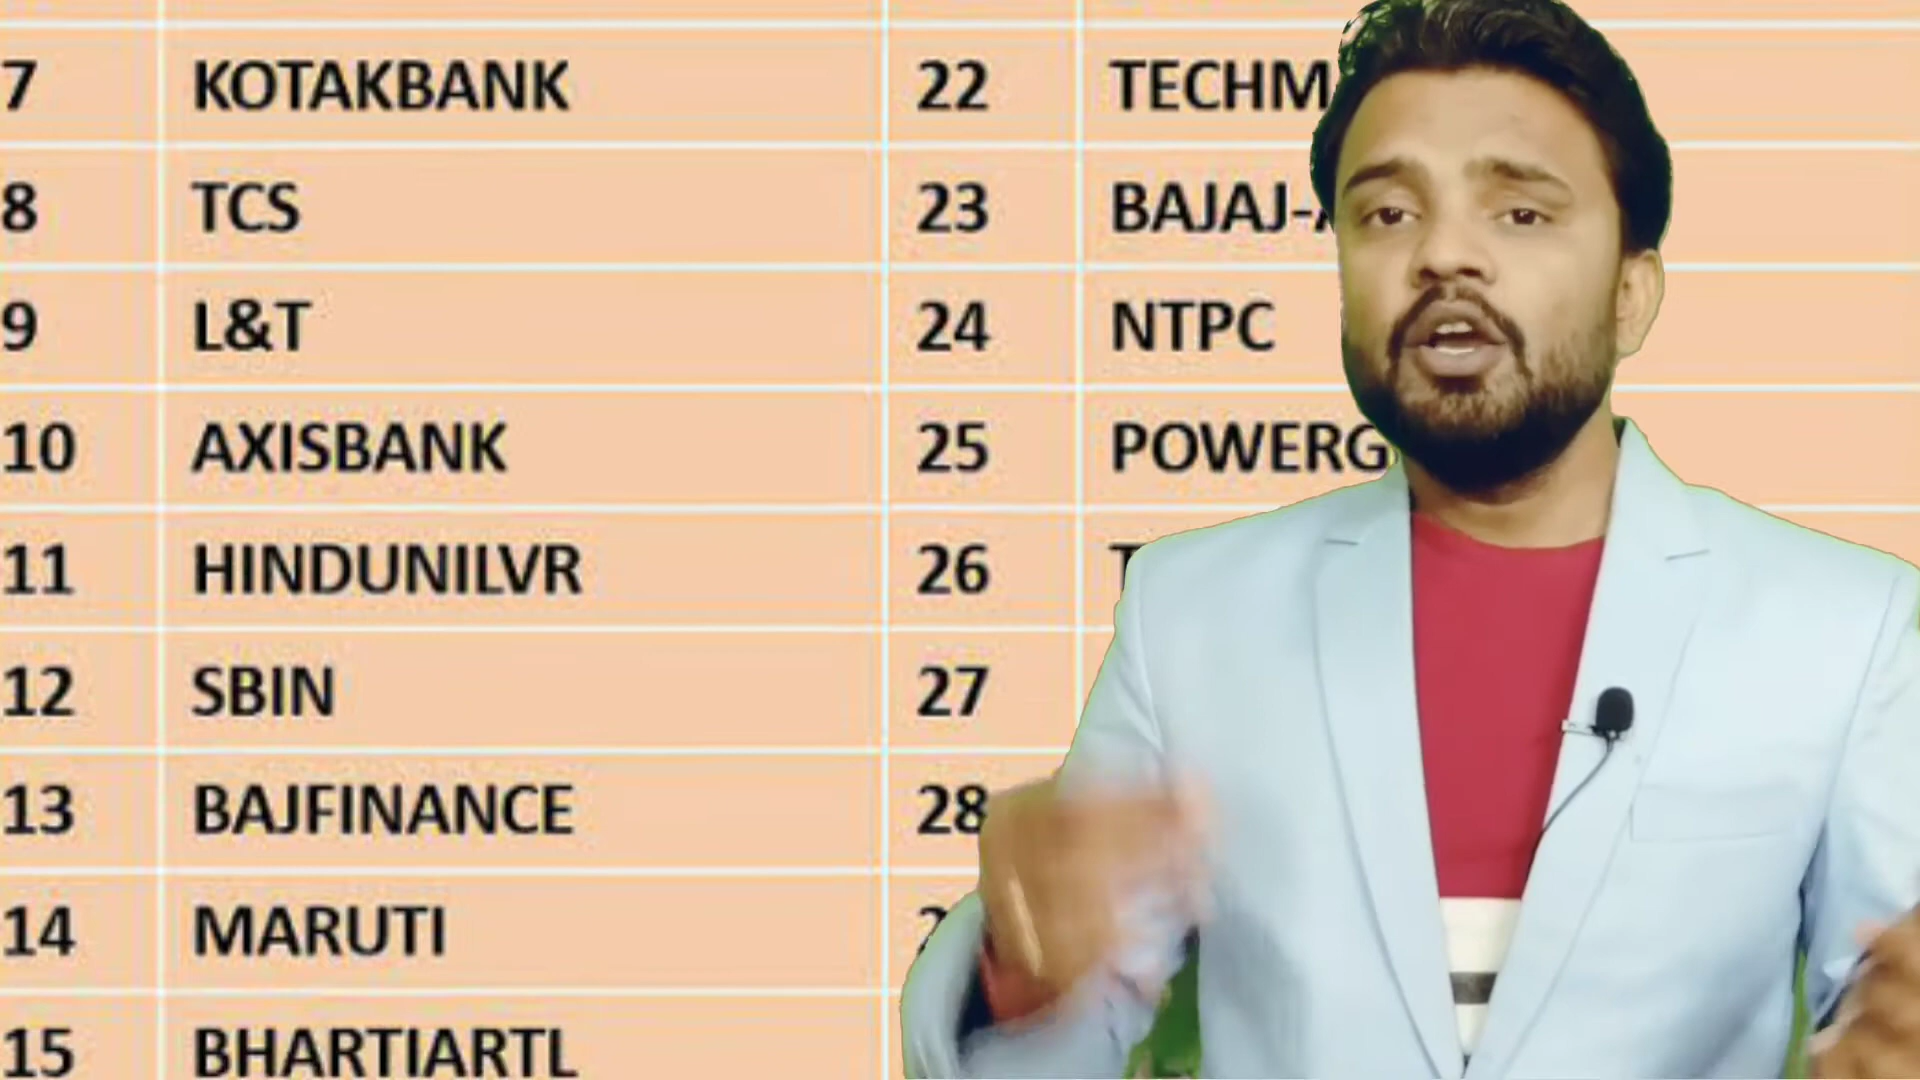 7 KOTAKBANK 22 TECHM
8 TCS 23 BAJAJ-
9 L&T 24 NTPC
10 AXISBANK 25 POWERG
11 HINDUNILVR 26
12 SBIN 27
13 BAJFINANCE 28
14 MARUTI
15 BHARTIARTL